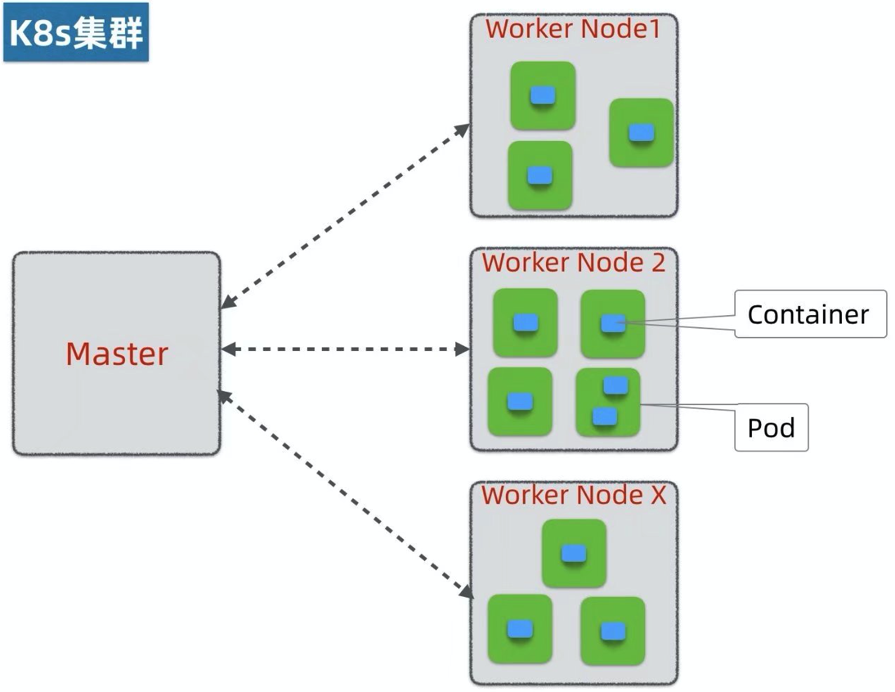 K8s集群
Worker Node1
Master
Worker Node 2
Container
Pod
Worker Node X